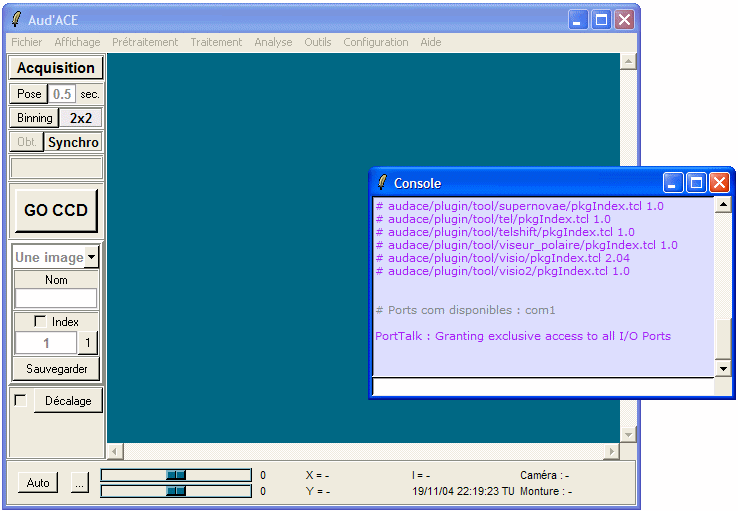 Aud'ACE
Fichier Affichage Prétraitement Traitement Analyse Outils Configuration Aide
Acquisition
Pose 0.5 sec.
Binning 2x2
Obt. Synchro
GO CCD
Une image
Nom
Index
1 1
Sauvegarder
Décalage
Console
# audace/plugin/tool/supernovae/pkgIndex.tcl 1.0
# audace/plugin/tool/tel/pkgIndex.tcl 1.0
# audace/plugin/tool/telshift/pkgIndex.tcl 1.0
# audace/plugin/tool/viseur_polaire/pkgIndex.tcl 1.0
# audace/plugin/tool/visio/pkgIndex.tcl 2.04
# audace/plugin/tool/visio2/pkgIndex.tcl 1.0
# Ports com disponibles : com1
PortTalk : Granting exclusive access to all I/O Ports
Auto ...
0 X = - I = - Caméra : -
0 Y = - 19/11/04 22:19:23 TU Monture : -